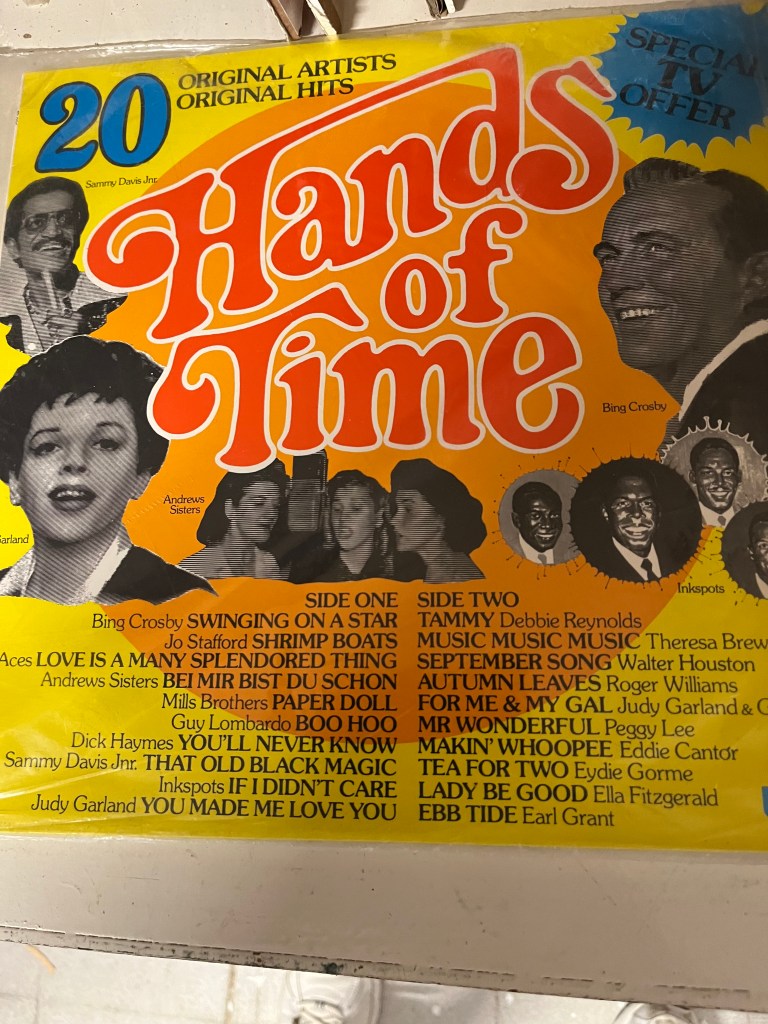 20 ORIGINAL ARTISTS
ORIGINAL HITS
SPECIAL
TV
OFFER
Hands
of
Time
Sammy Davis Jnr.
Bing Crosby
Garland
Andrews
Sisters
Inkspots
SIDE ONE
Bing Crosby SWINGING ON A STAR
Jo Stafford SHRIMP BOATS
Aces LOVE IS A MANY SPLENDORED THING
Andrews Sisters BEI MIR BIST DU SCHON
Mills Brothers PAPER DOLL
Guy Lombardo BOO HOO
Dick Haymes YOU'LL NEVER KNOW
Sammy Davis Jnr. THAT OLD BLACK MAGIC
Inkspots IF I DIDN'T CARE
Judy Garland YOU MADE ME LOVE YOU
SIDE TWO
TAMMY Debbie Reynolds
MUSIC MUSIC MUSIC Theresa Brew
SEPTEMBER SONG Walter Houston
AUTUMN LEAVES Roger Williams
FOR ME & MY GAL Judy Garland & G
MR WONDERFUL Peggy Lee
MAKIN' WHOOPEE Eddie Cantor
TEA FOR TWO Eydie Gorme
LADY BE GOOD Ella Fitzgerald
EBB TIDE Earl Grant